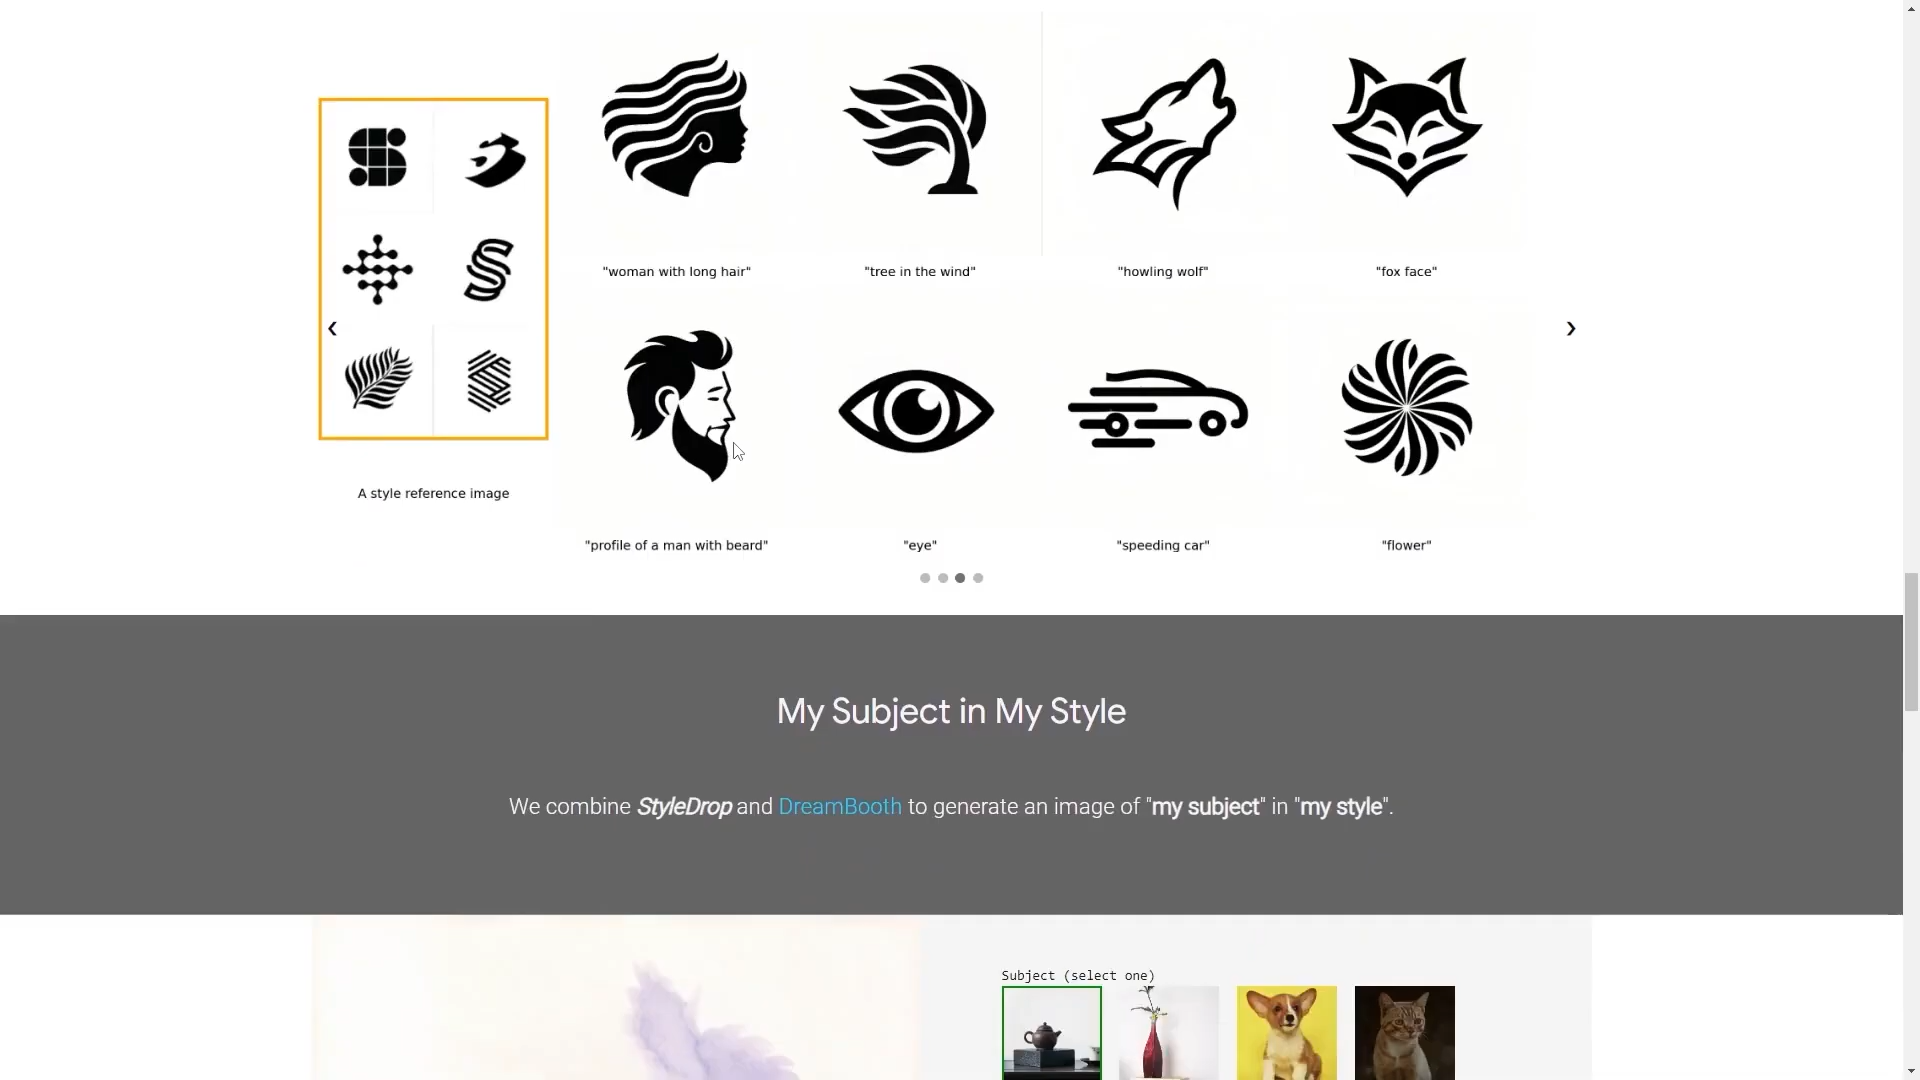 "woman with long hair" "tree in the wind" "howling wolf" "fox face"
A style reference image
"profile of a man with beard" "eye" "speeding car" "flower"
My Subject in My Style
We combine StyleDrop and DreamBooth to generate an image of "my subject" in "my style".
Subject (select one)